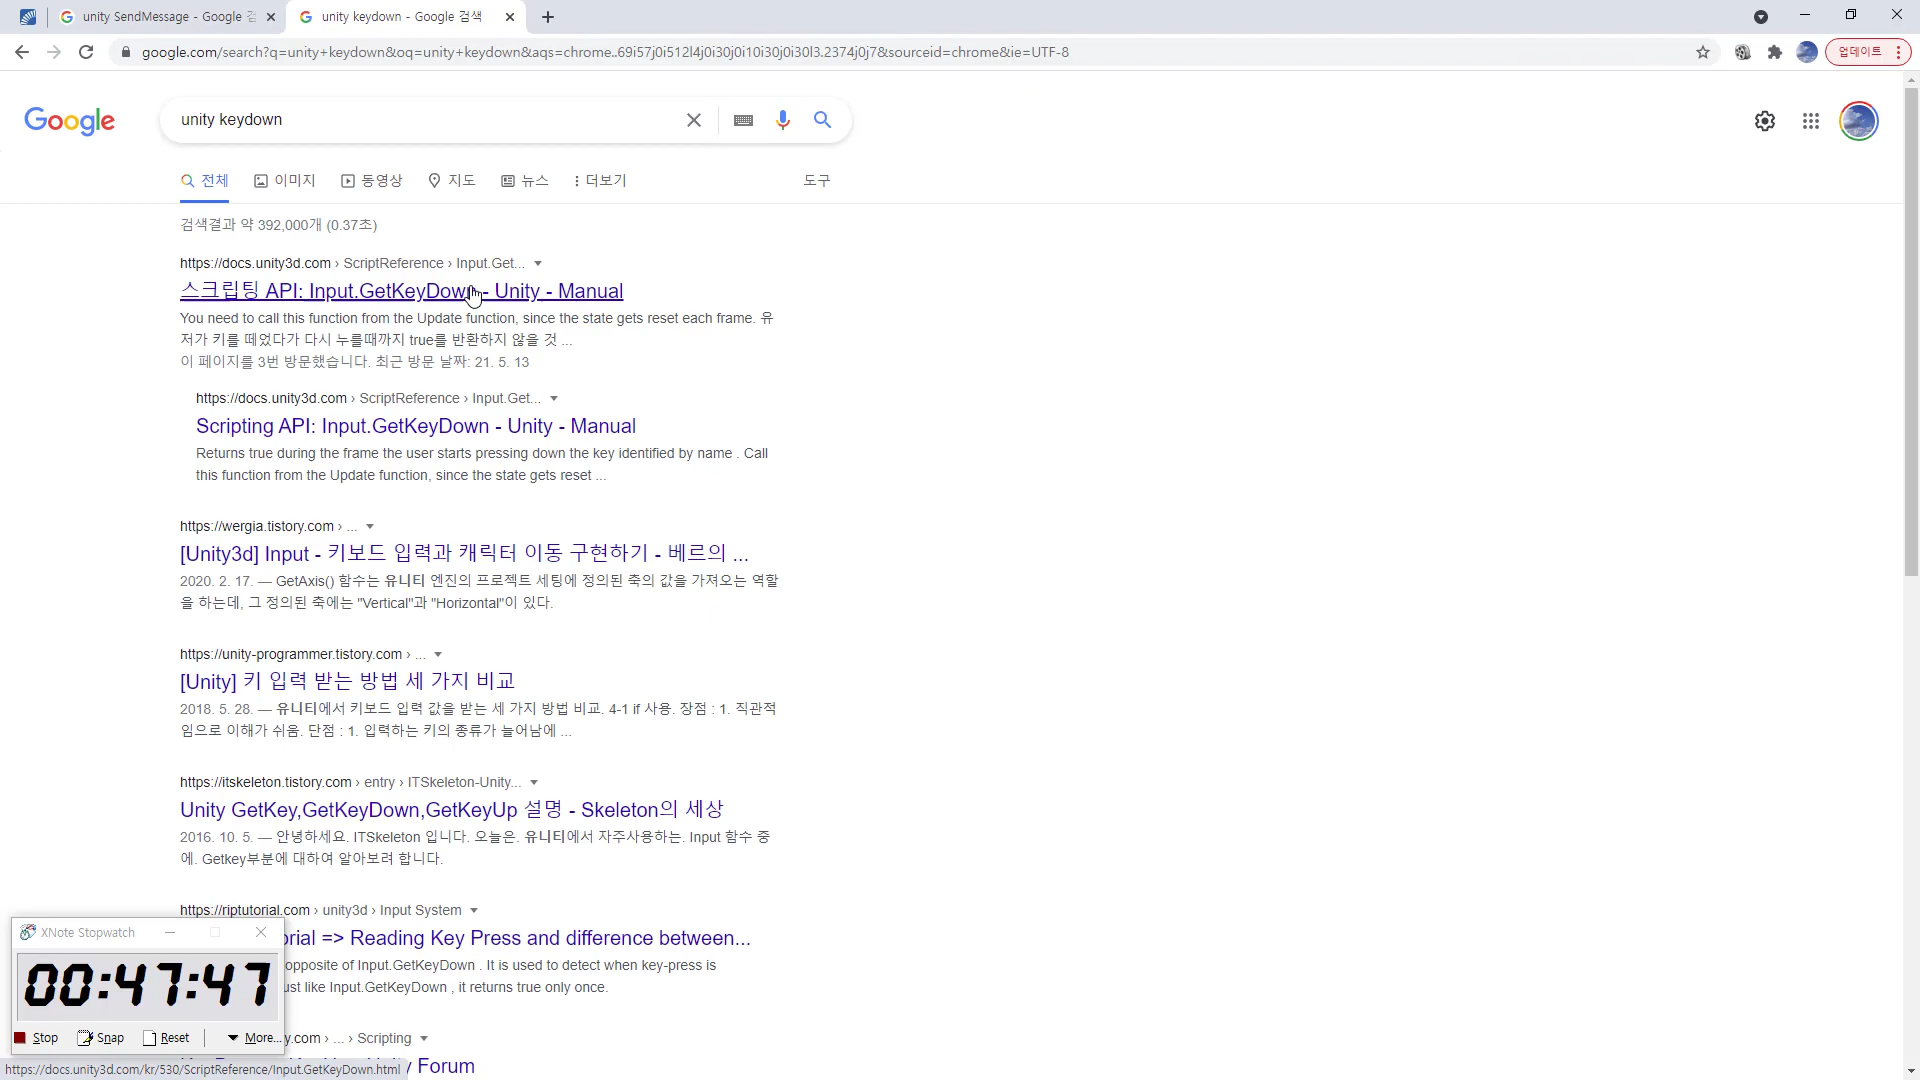 unity SendMessage - Google 검
unity keydown - Google 검색
google.com/search?q=unity+keydown&oq=unity+keydown&aqs=chrome..69i57j0i512l4j0i30j0i10i30j0i30l3.2374j0j7&sourceid=chrome&ie=UTF-8
업데이트
Google
unity keydown
전체 이미지 동영상 지도 뉴스 더보기 도구
검색결과 약 392,000개 (0.37초)
https://docs.unity3d.com › ScriptReference › Input.Get...
스크립팅 API: Input.GetKeyDown - Unity - Manual
You need to call this function from the Update function, since the state gets reset each frame. 유
저가 키를 떼었다가 다시 누를때까지 true를 반환하지 않을 것 ...
이 페이지를 3번 방문했습니다. 최근 방문 날짜: 21. 5. 13
https://docs.unity3d.com › ScriptReference › Input.Get...
Scripting API: Input.GetKeyDown - Unity - Manual
Returns true during the frame the user starts pressing down the key identified by name . Call
this function from the Update function, since the state gets reset ...
https://wergia.tistory.com › ...
[Unity3d] Input - 키보드 입력과 캐릭터 이동 구현하기 - 베르의 ...
2020. 2. 17. — GetAxis() 함수는 유니티 엔진의 프로젝트 세팅에 정의된 축의 값을 가져오는 역할
을 하는데, 그 정의된 축에는 "Vertical"과 "Horizontal"이 있다.
https://unity-programmer.tistory.com › ...
[Unity] 키 입력 받는 방법 세 가지 비교
2018. 5. 28. — 유니티에서 키보드 입력 값을 받는 세 가지 방법 비교. 4-1 if 사용. 장점 : 1. 직관적
임으로 이해가 쉬움. 단점 : 1. 입력하는 키의 종류가 늘어남에 ...
https://itskeleton.tistory.com › entry › ITSkeleton-Unity...
Unity GetKey,GetKeyDown,GetKeyUp 설명 - Skeleton의 세상
2016. 10. 5. — 안녕하세요. ITSkeleton 입니다. 오늘은. 유니티에서 자주사용하는. Input 함수 중
에. Getkey부분에 대하여 알아보려 합니다.
https://riptutorial.com › unity3d › Input System
orial => Reading Key Press and difference between...
opposite of Input.GetKeyDown . It is used to detect when key-press is
ust like Input.GetKeyDown , it returns true only once.
y.com › ... › Scripting
y Forum
XNote Stopwatch
00:47:47
Stop Snap Reset More...
https://docs.unity3d.com/kr/530/ScriptReference/Input.GetKeyDown.html